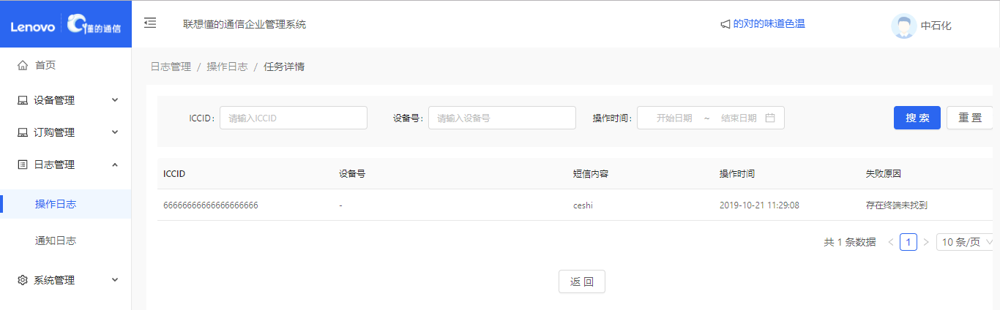 Lenovo 懂的通信
联想懂的通信企业管理系统
的对的味道色温
中石化
首页
设备管理
订购管理
日志管理
操作日志
通知日志
系统管理
日志管理 / 操作日志 / 任务详情
ICCID: 请输入ICCID 设备号: 请输入设备号 操作时间: 开始日期 ~ 结束日期 搜 索 重 置
ICCID 设备号 短信内容 操作时间 失败原因
66666666666666666666 - ceshi 2019-10-21 11:29:08 存在终端未找到
共 1 条数据 < 1 > 10 条/页
返 回